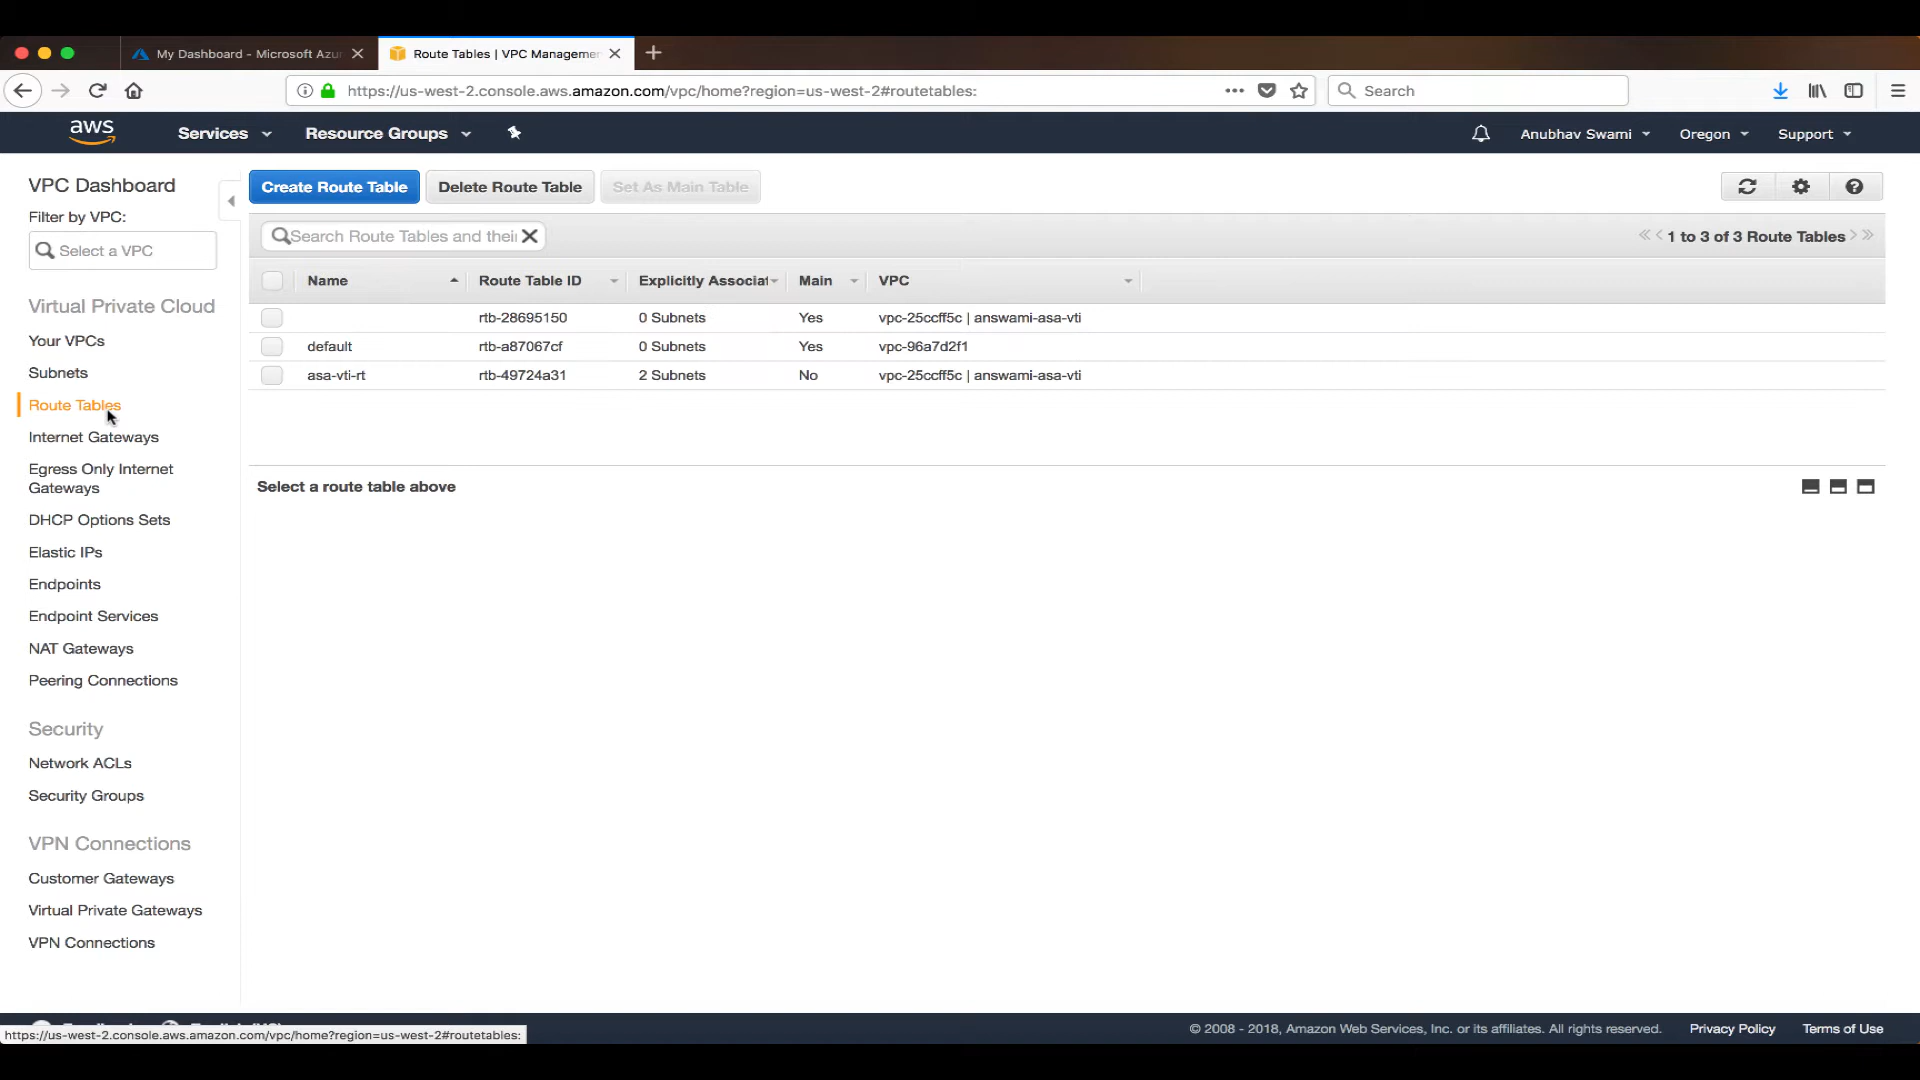 My Dashboard - Microsoft Azu
Route Tables | VPC Managemen
https://us-west-2.console.aws.amazon.com/vpc/home?region=us-west-2#routetables:
Search
aws
Services
Resource Groups
Anubhav Swami
Oregon
Support
VPC Dashboard
Filter by VPC:
Select a VPC
Virtual Private Cloud
Your VPCs
Subnets
Route Tables
Internet Gateways
Egress Only Internet
Gateways
DHCP Options Sets
Elastic IPs
Endpoints
Endpoint Services
NAT Gateways
Peering Connections
Security
Network ACLs
Security Groups
VPN Connections
Customer Gateways
Virtual Private Gateways
VPN Connections
Create Route Table
Delete Route Table
Set As Main Table
Search Route Tables and thei
1 to 3 of 3 Route Tables
Name Route Table ID Explicitly Associat Main VPC
rtb-28695150 0 Subnets Yes vpc-25ccff5c | answami-asa-vti
default rtb-a87067cf 0 Subnets Yes vpc-96a7d2f1
asa-vti-rt rtb-49724a31 2 Subnets No vpc-25ccff5c | answami-asa-vti
Select a route table above
https://us-west-2.console.aws.amazon.com/vpc/home?region=us-west-2#routetables:
© 2008 - 2018, Amazon Web Services, Inc. or its affiliates. All rights reserved.
Privacy Policy
Terms of Use